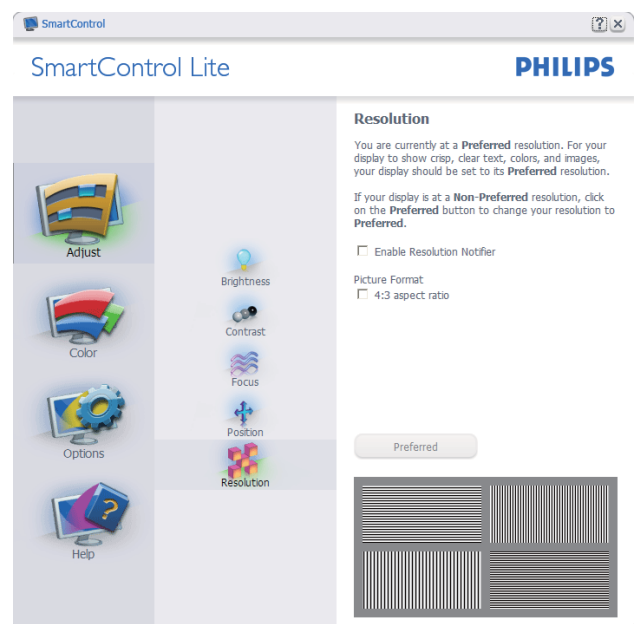 SmartControl
SmartControl Lite
PHILIPS
Adjust
Color
Options
Help
Brightness
Contrast
Focus
Position
Resolution
Resolution
You are currently at a Preferred resolution. For your
display to show crisp, clear text, colors, and images,
your display should be set to its Preferred resolution.
If your display is at a Non-Preferred resolution, click
on the Preferred button to change your resolution to
Preferred.
Enable Resolution Notifier
Picture Format
4:3 aspect ratio
Preferred